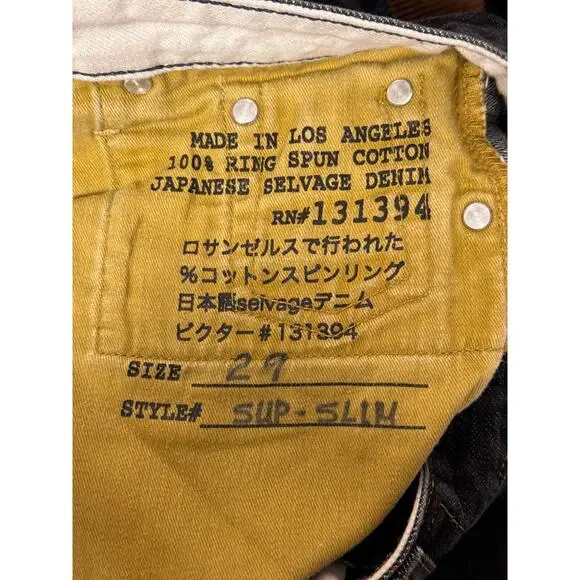 MADE IN LOS ANGELES
100% RING SPUN COTTON
JAPANESE SELVAGE DENIM
RN#131394
ロサンゼルスで行われた
%コットンスピンリング
日本語selvageデニム
ビクター#131394
SIZE 29
STYLE# SUP-SLIM